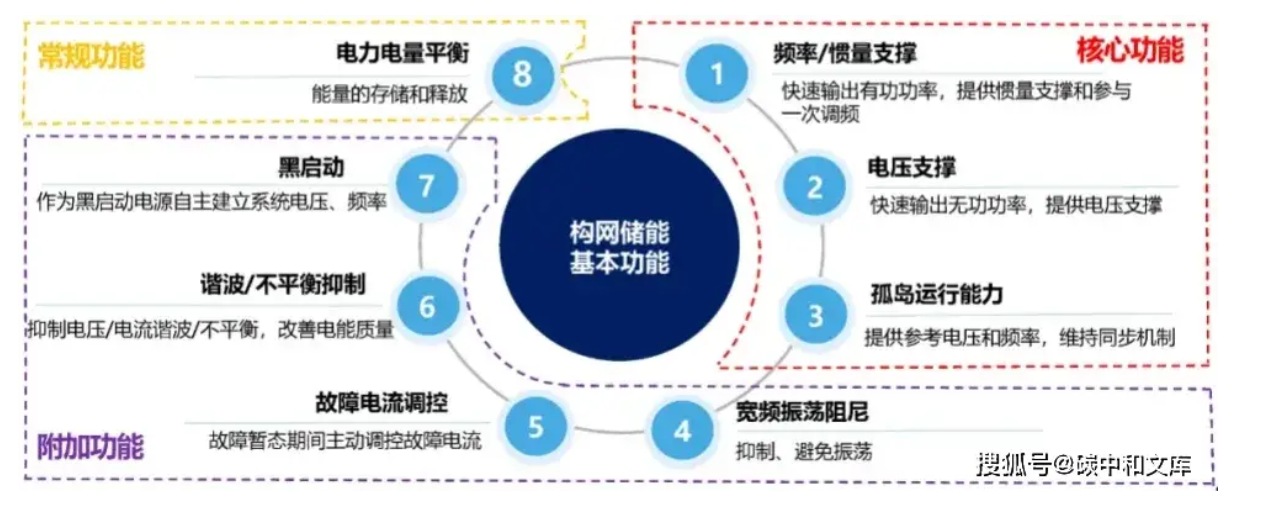 常规功能
电力电量平衡
8
能量的存储和释放
1
频率/惯量支撑
核心功能
快速输出有功功率，提供惯量支撑和参与
一次调频
2
电压支撑
快速输出无功功率，提供电压支撑
3
孤岛运行能力
提供参考电压和频率，维持同步机制
构网储能
基本功能
黑启动
7
作为黑启动电源自主建立系统电压、频率
谐波/不平衡抑制
6
抑制电压/电流谐波/不平衡，改善电能质量
故障电流调控
5
故障暂态期间主动调控故障电流
附加功能
4
宽频振荡阻尼
抑制、避免振荡
搜狐号@碳中和文库